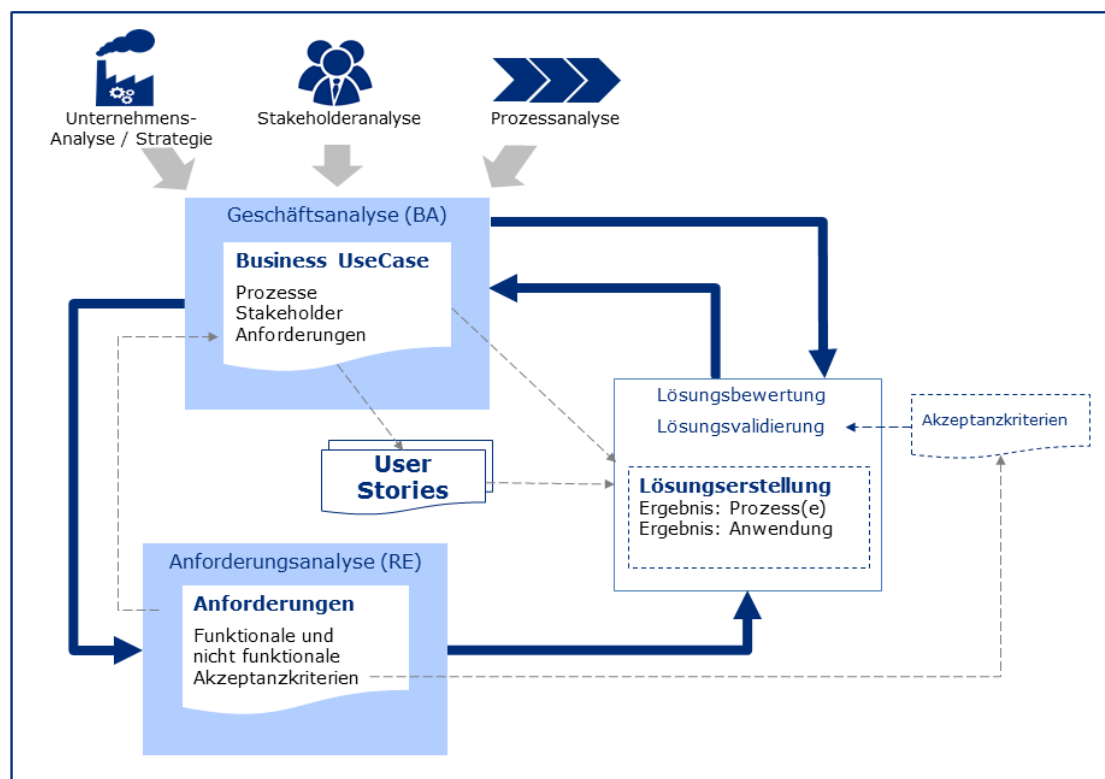 Unternehmens-
Analyse / Strategie
Stakeholderanalyse
Prozessanalyse
Geschäftsanalyse (BA)
Business UseCase
Prozesse
Stakeholder
Anforderungen
Lösungsbewertung
Lösungsvalidierung
Akzeptanzkriterien
User
Stories
Lösungserstellung
Ergebnis: Prozess(e)
Ergebnis: Anwendung
Anforderungsanalyse (RE)
Anforderungen
Funktionale und
nicht funktionale
Akzeptanzkriterien